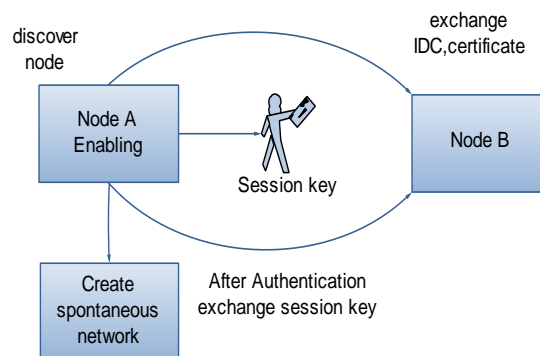 discover
node
exchange
IDC,certificate
Node A
Enabling
Node B
Session key
Create
spontaneous
network
After Authentication
exchange session key